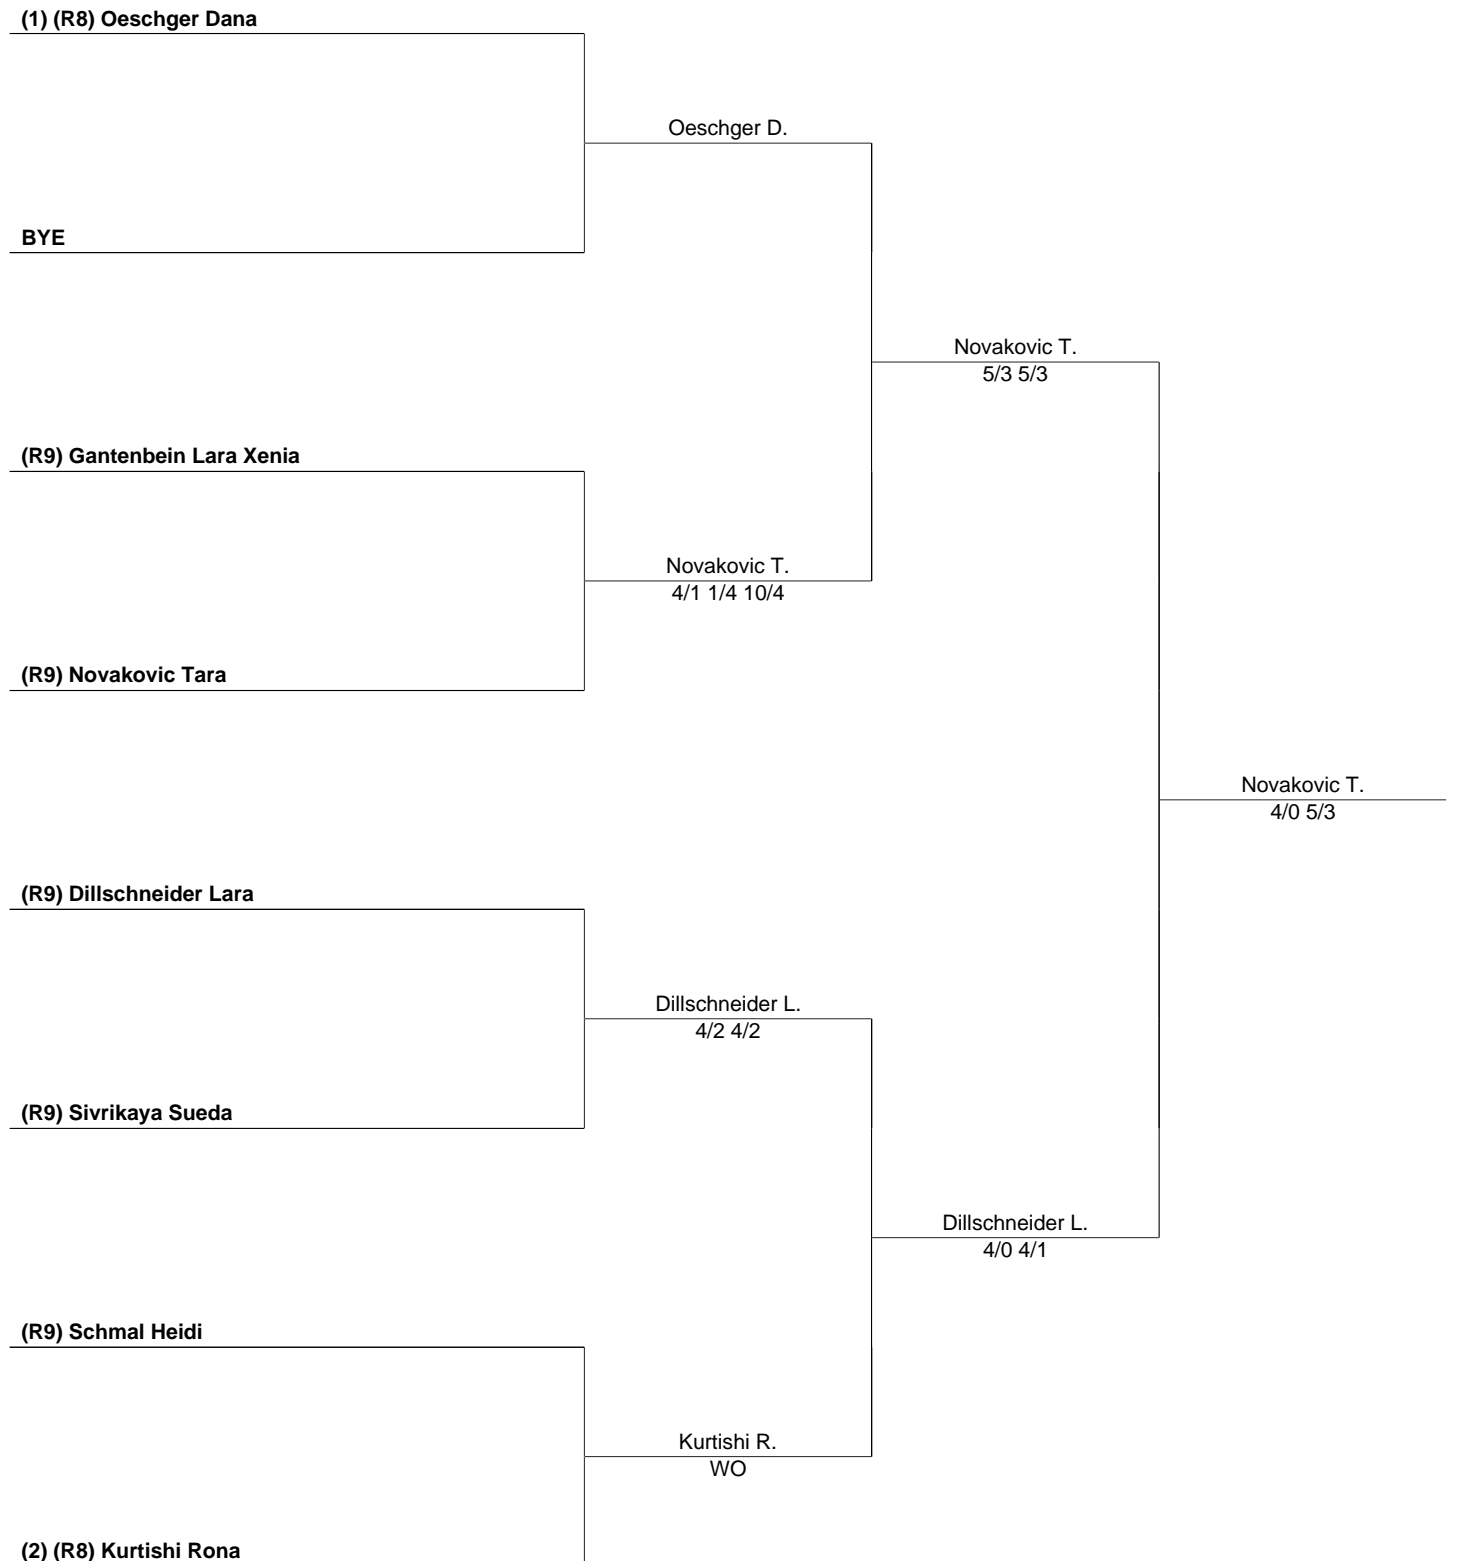 (1) (R8) Oeschger Dana
Oeschger D.
BYE
Novakovic T.
5/3 5/3
(R9) Gantenbein Lara Xenia
Novakovic T.
4/1 1/4 10/4
(R9) Novakovic Tara
Novakovic T.
4/0 5/3
(R9) Dillschneider Lara
Dillschneider L.
4/2 4/2
(R9) Sivrikaya Sueda
Dillschneider L.
4/0 4/1
(R9) Schmal Heidi
Kurtishi R.
WO
(2) (R8) Kurtishi Rona